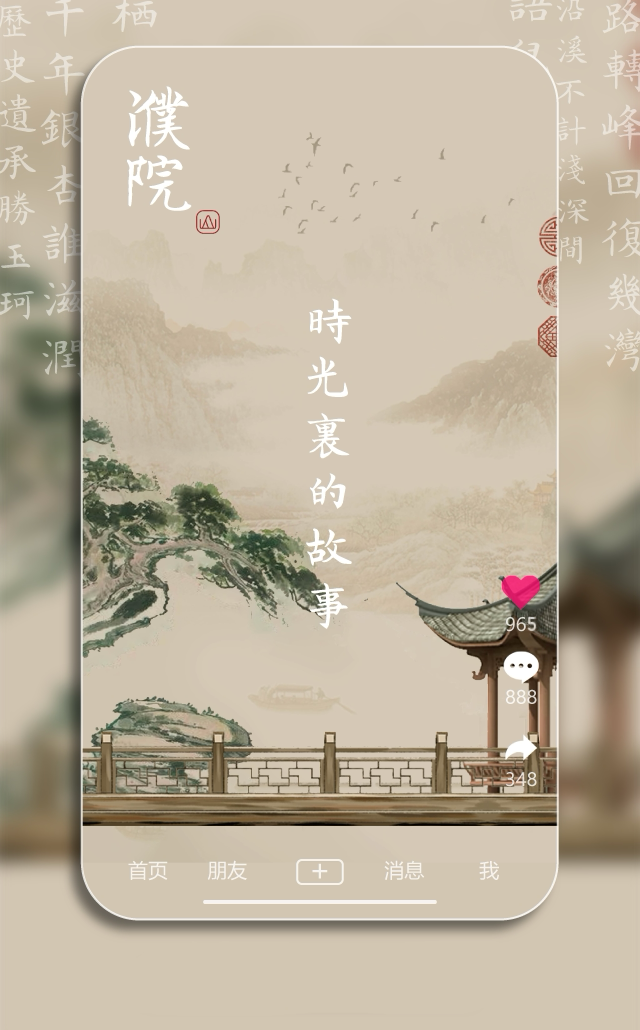 濮院
時光裏的故事
965
888
348
首页 朋友 消息 我
語
沿溪不計淺深間
路轉峰回復幾灣
栖
千年銀杏誰滋潤
歷史遺承勝玉珂